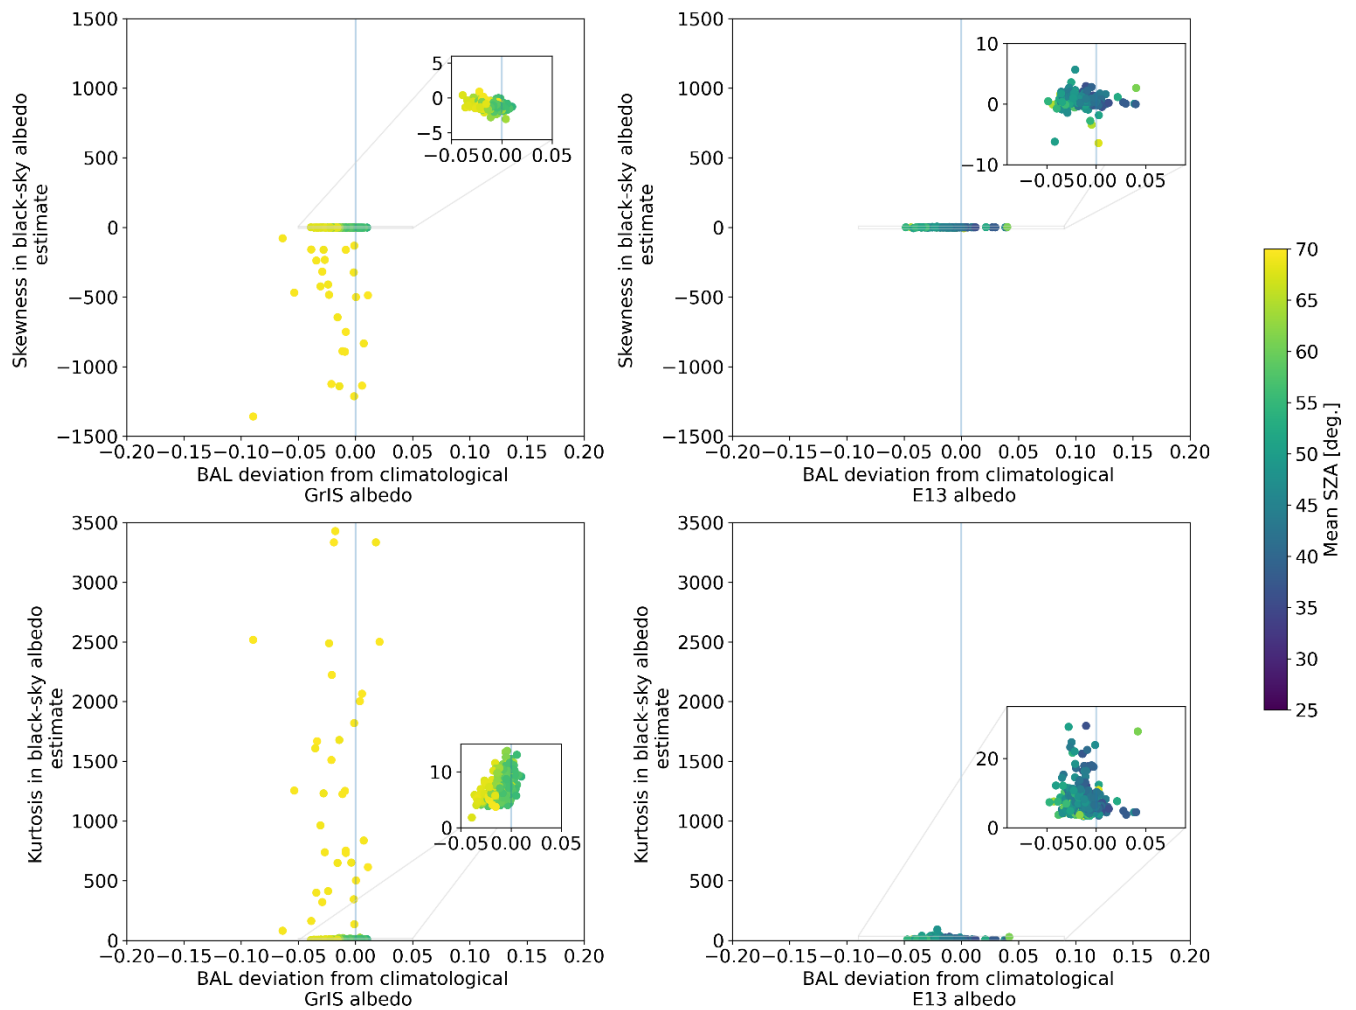 1500
1000
500
0
−500
−1000
−1500
Skewness in black-sky albedo
estimate
5
0
−5
−0.05 0.00 0.05
−0.20 −0.15 −0.10 −0.05 0.00 0.05 0.10 0.15 0.20
BAL deviation from climatological
GrIS albedo
1500
1000
500
0
−500
−1000
−1500
Skewness in black-sky albedo
estimate
10
0
−10
−0.05 0.00 0.05
−0.20 −0.15 −0.10 −0.05 0.00 0.05 0.10 0.15 0.20
BAL deviation from climatological
E13 albedo
3500
3000
2500
2000
1500
1000
500
0
Kurtosis in black-sky albedo
estimate
10
0
−0.05 0.00 0.05
−0.20 −0.15 −0.10 −0.05 0.00 0.05 0.10 0.15 0.20
BAL deviation from climatological
GrIS albedo
3500
3000
2500
2000
1500
1000
500
0
Kurtosis in black-sky albedo
estimate
20
0
−0.05 0.00 0.05
−0.20 −0.15 −0.10 −0.05 0.00 0.05 0.10 0.15 0.20
BAL deviation from climatological
E13 albedo
70
65
60
55
50
45
40
35
30
25
Mean SZA [deg.]